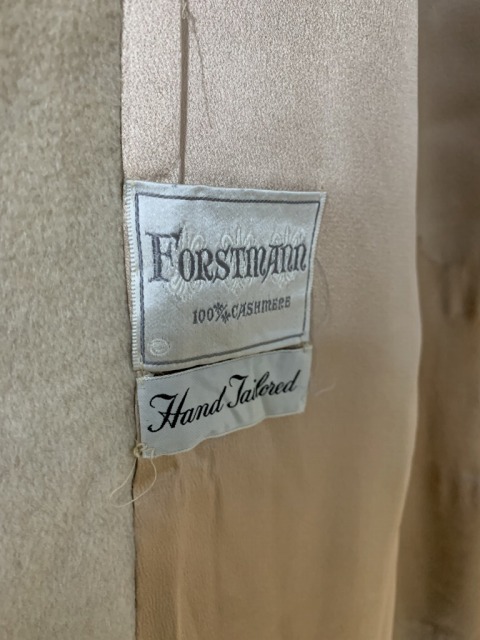 FORSTMANN
100% CASHMERE
Hand Tailored